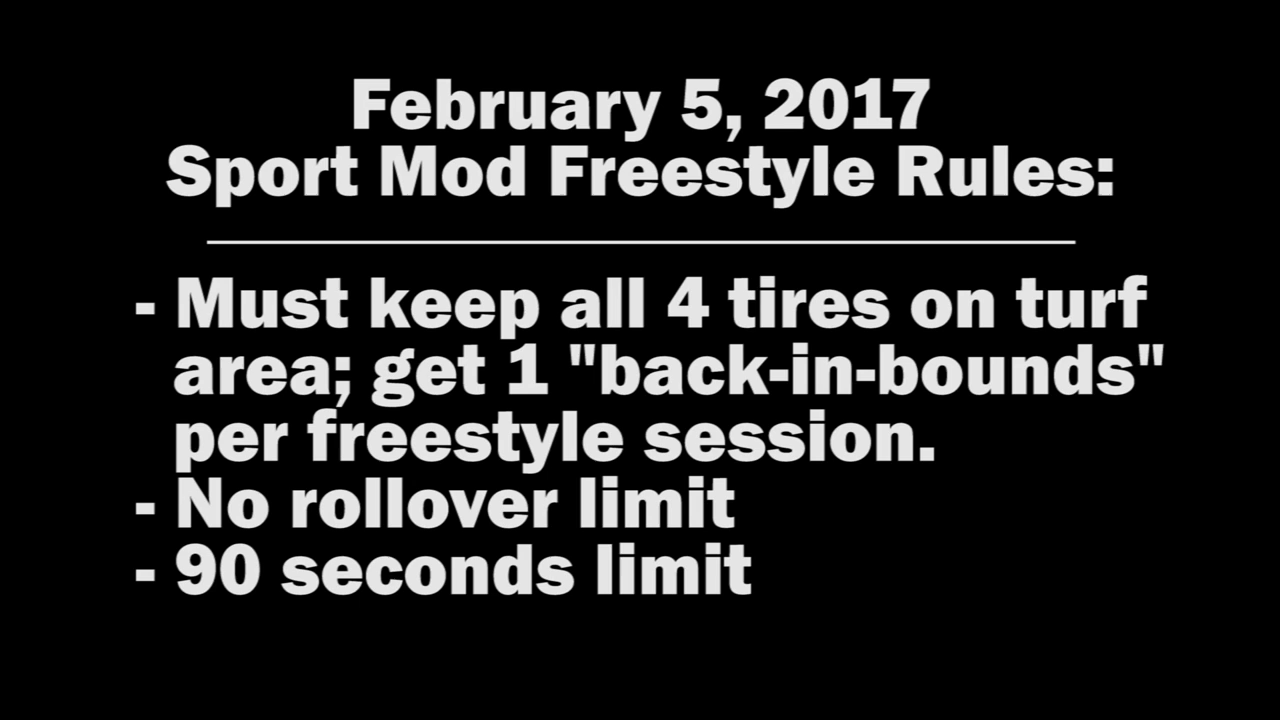 February 5, 2017
Sport Mod Freestyle Rules:
- Must keep all 4 tires on turf
area; get 1 "back-in-bounds"
per freestyle session.
- No rollover limit
- 90 seconds limit